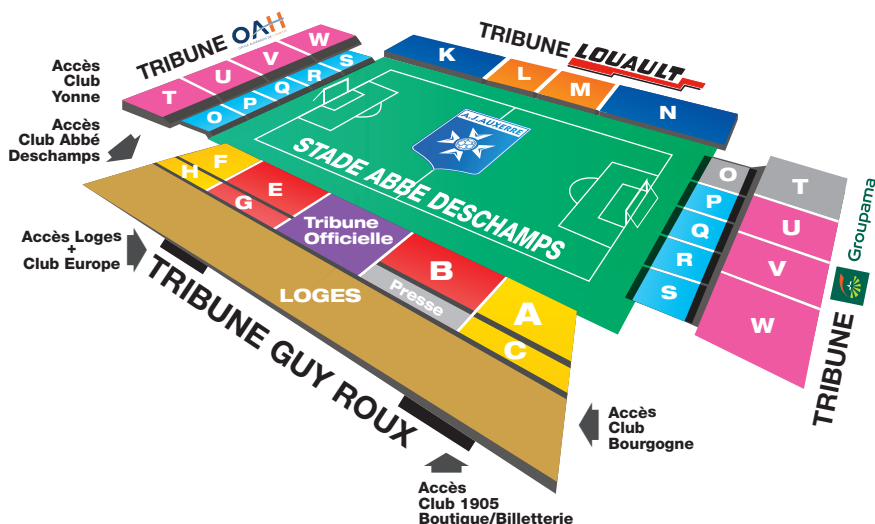 TRIBUNE OAH
TRIBUNE LOUAULT
Accès
Club
Yonne
Accès
Club Abbé
Deschamps
T U V W
O P Q R S
K L M N
A.J.AUXERRE
STADE ABBE DESCHAMPS
H F
G E
Tribune
Officielle
B
Presse
A
C
LOGES
O T
P U
Q V
R
S W
TRIBUNE Groupama
Accès Loges
+
Club Europe
TRIBUNE GUY ROUX
Accès
Club
Bourgogne
Accès
Club 1905
Boutique/Billetterie